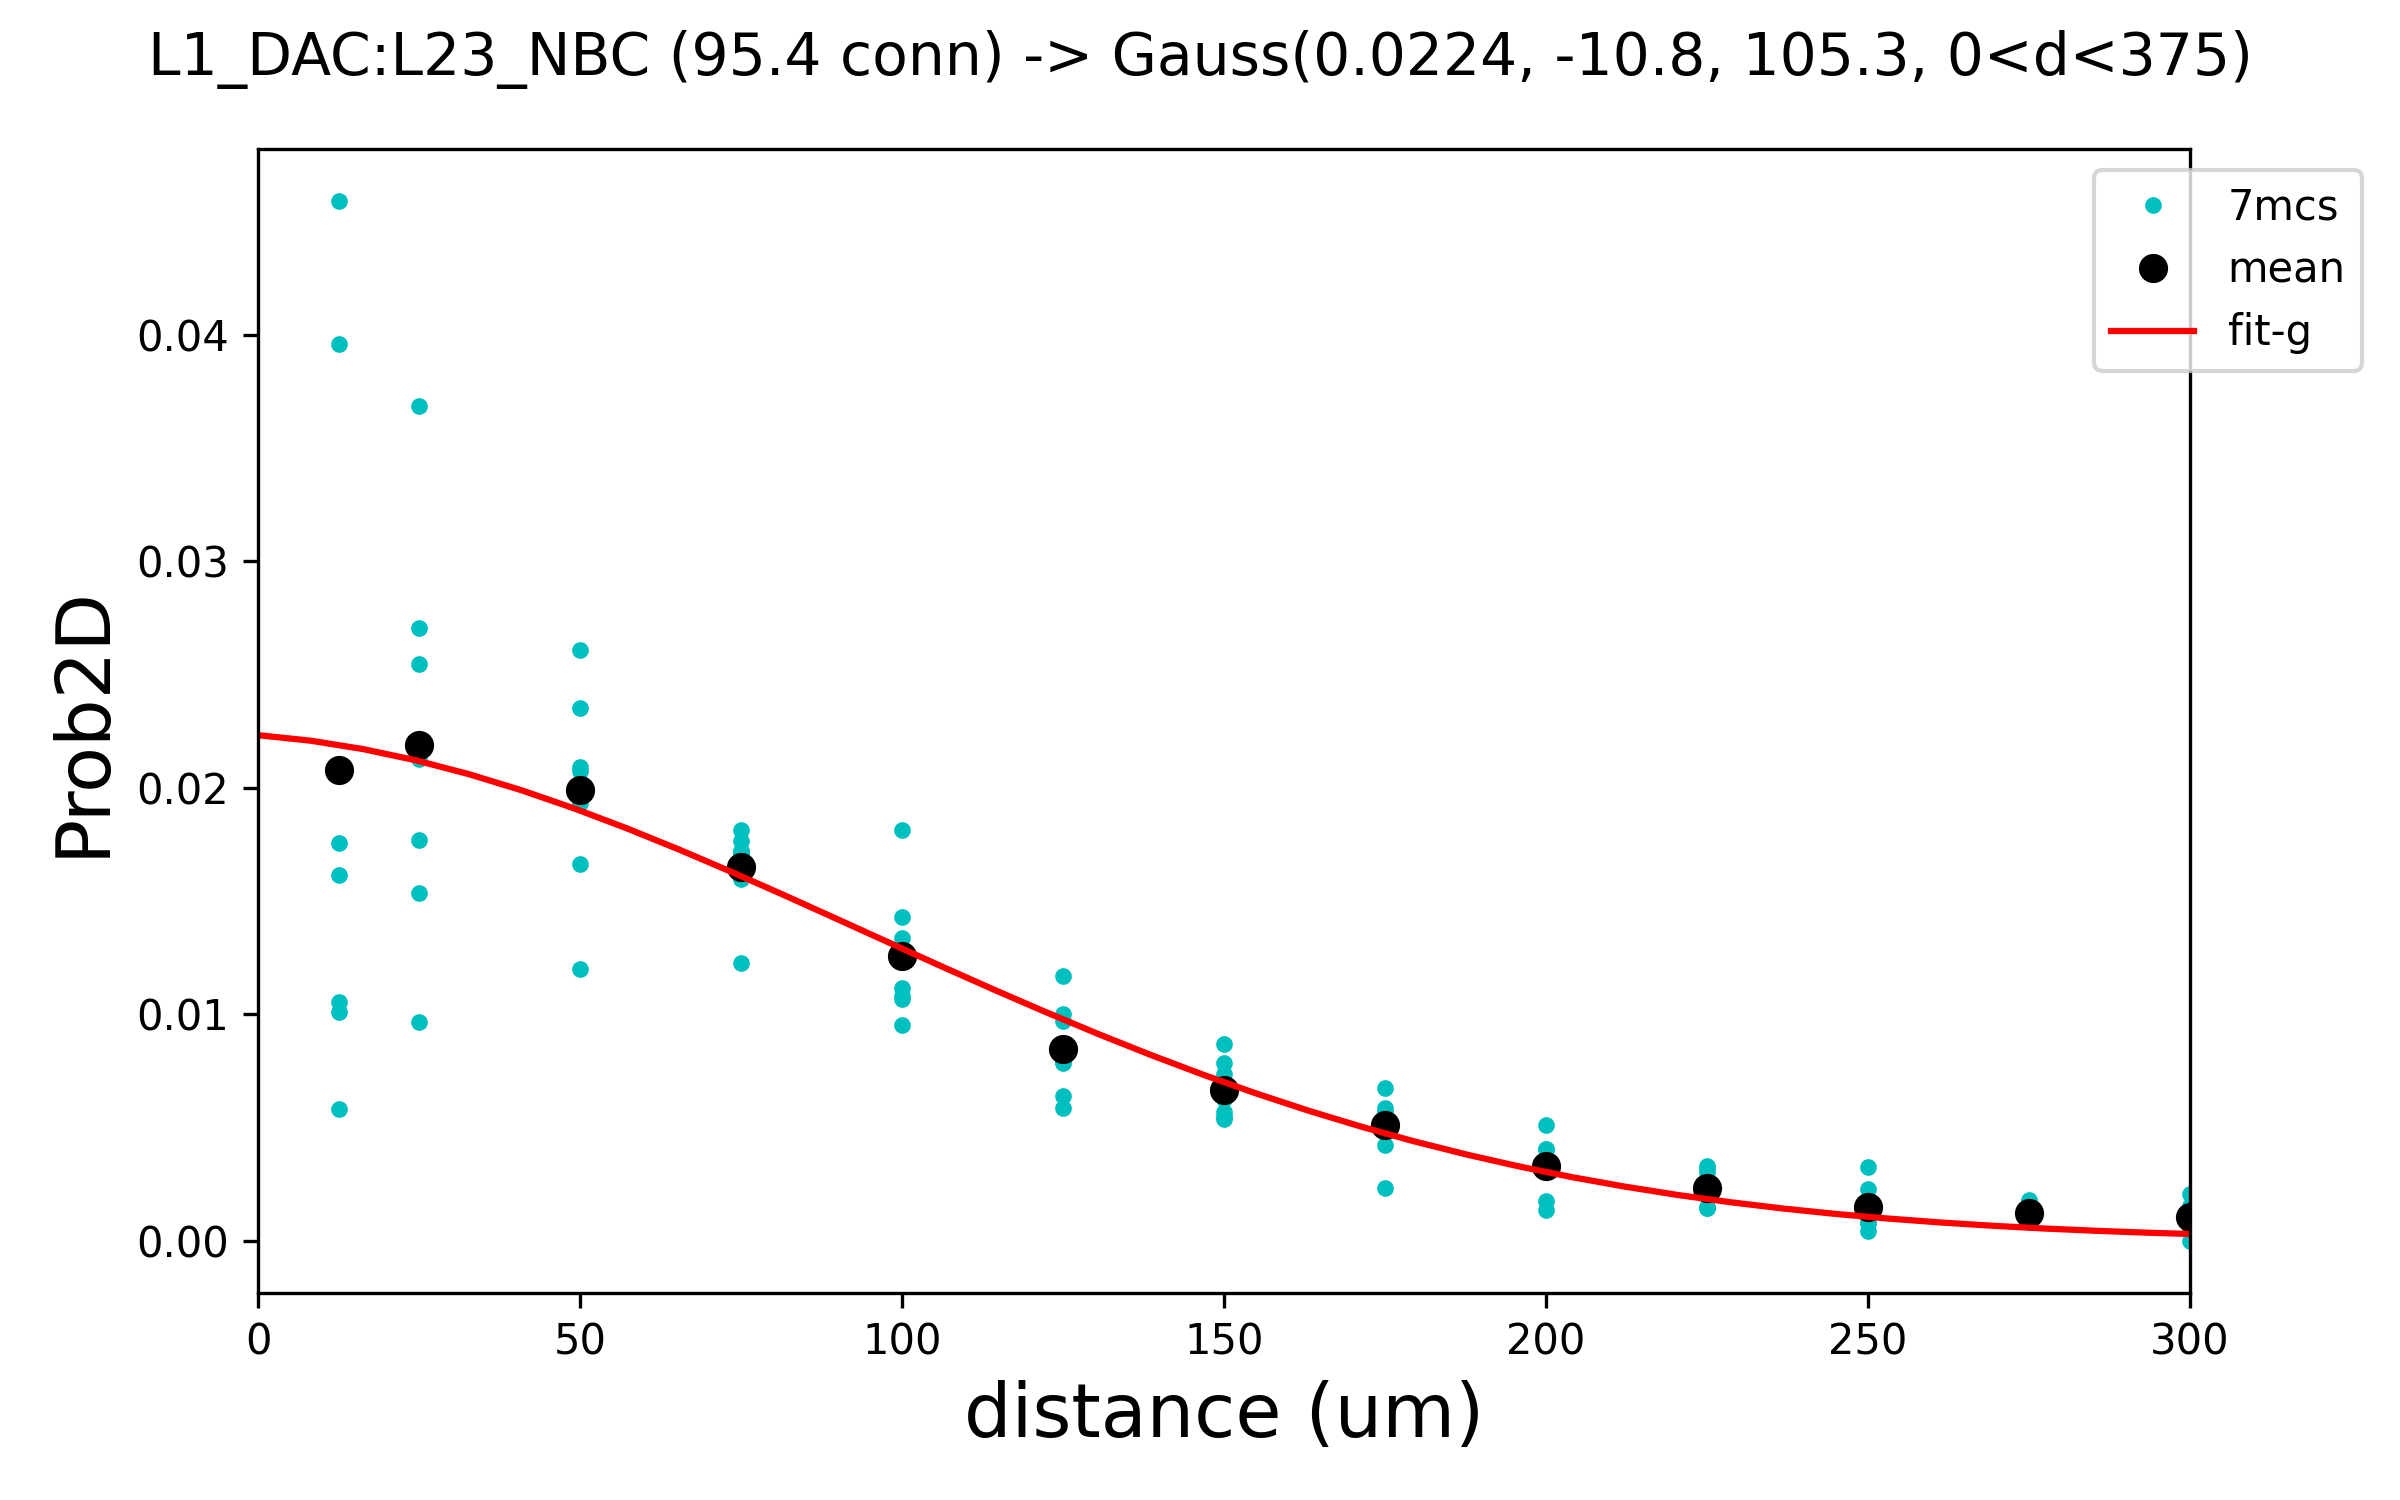 L1_DAC:L23_NBC (95.4 conn) -> Gauss(0.0224, -10.8, 105.3, 0<d<375)
7mcs
mean
fit-g
0.04
0.03
0.02
0.01
0.00
Prob2D
0 50 100 150 200 250 300
distance (um)